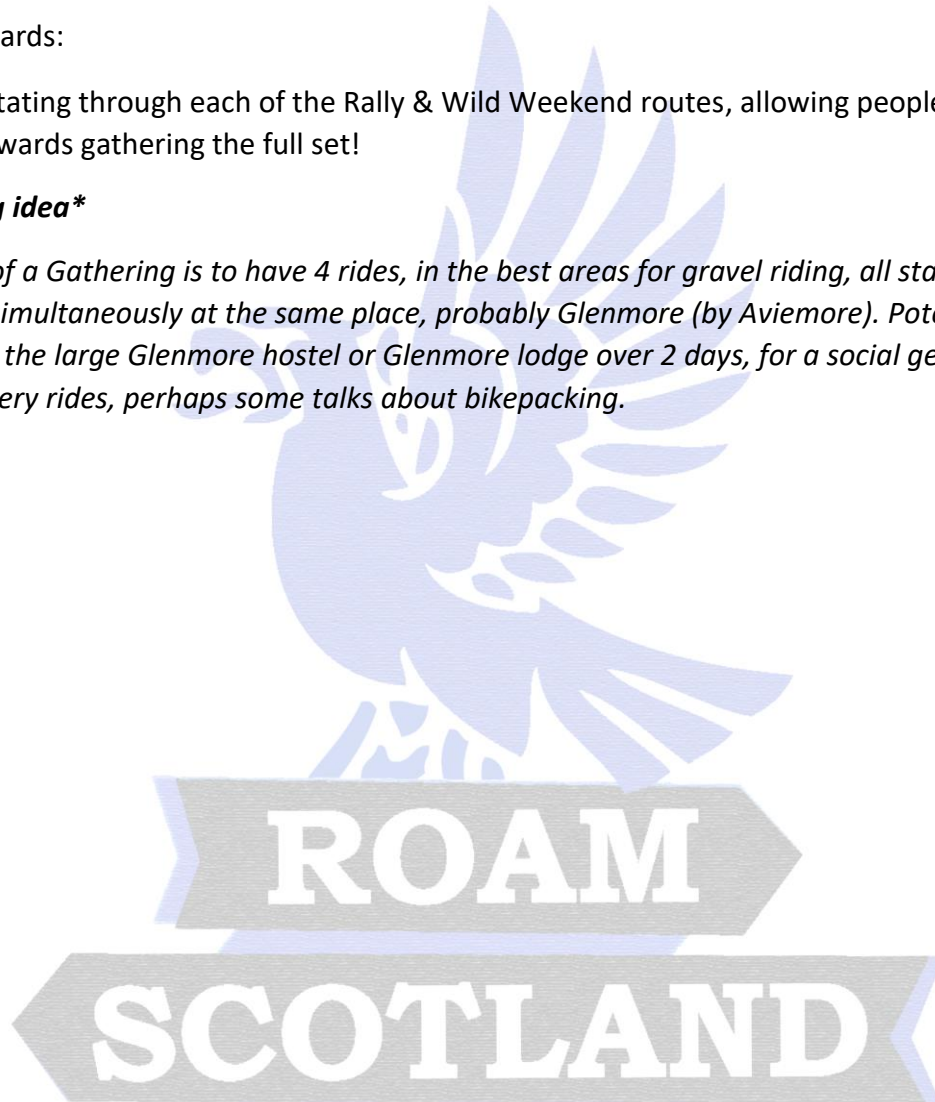 ards:
tating through each of the Rally & Wild Weekend routes, allowing people
wards gathering the full set!
g idea*
of a Gathering is to have 4 rides, in the best areas for gravel riding, all sta
simultaneously at the same place, probably Glenmore (by Aviemore). Pota
the large Glenmore hostel or Glenmore lodge over 2 days, for a social ge
ery rides, perhaps some talks about bikepacking.
ROAM
SCOTLAND